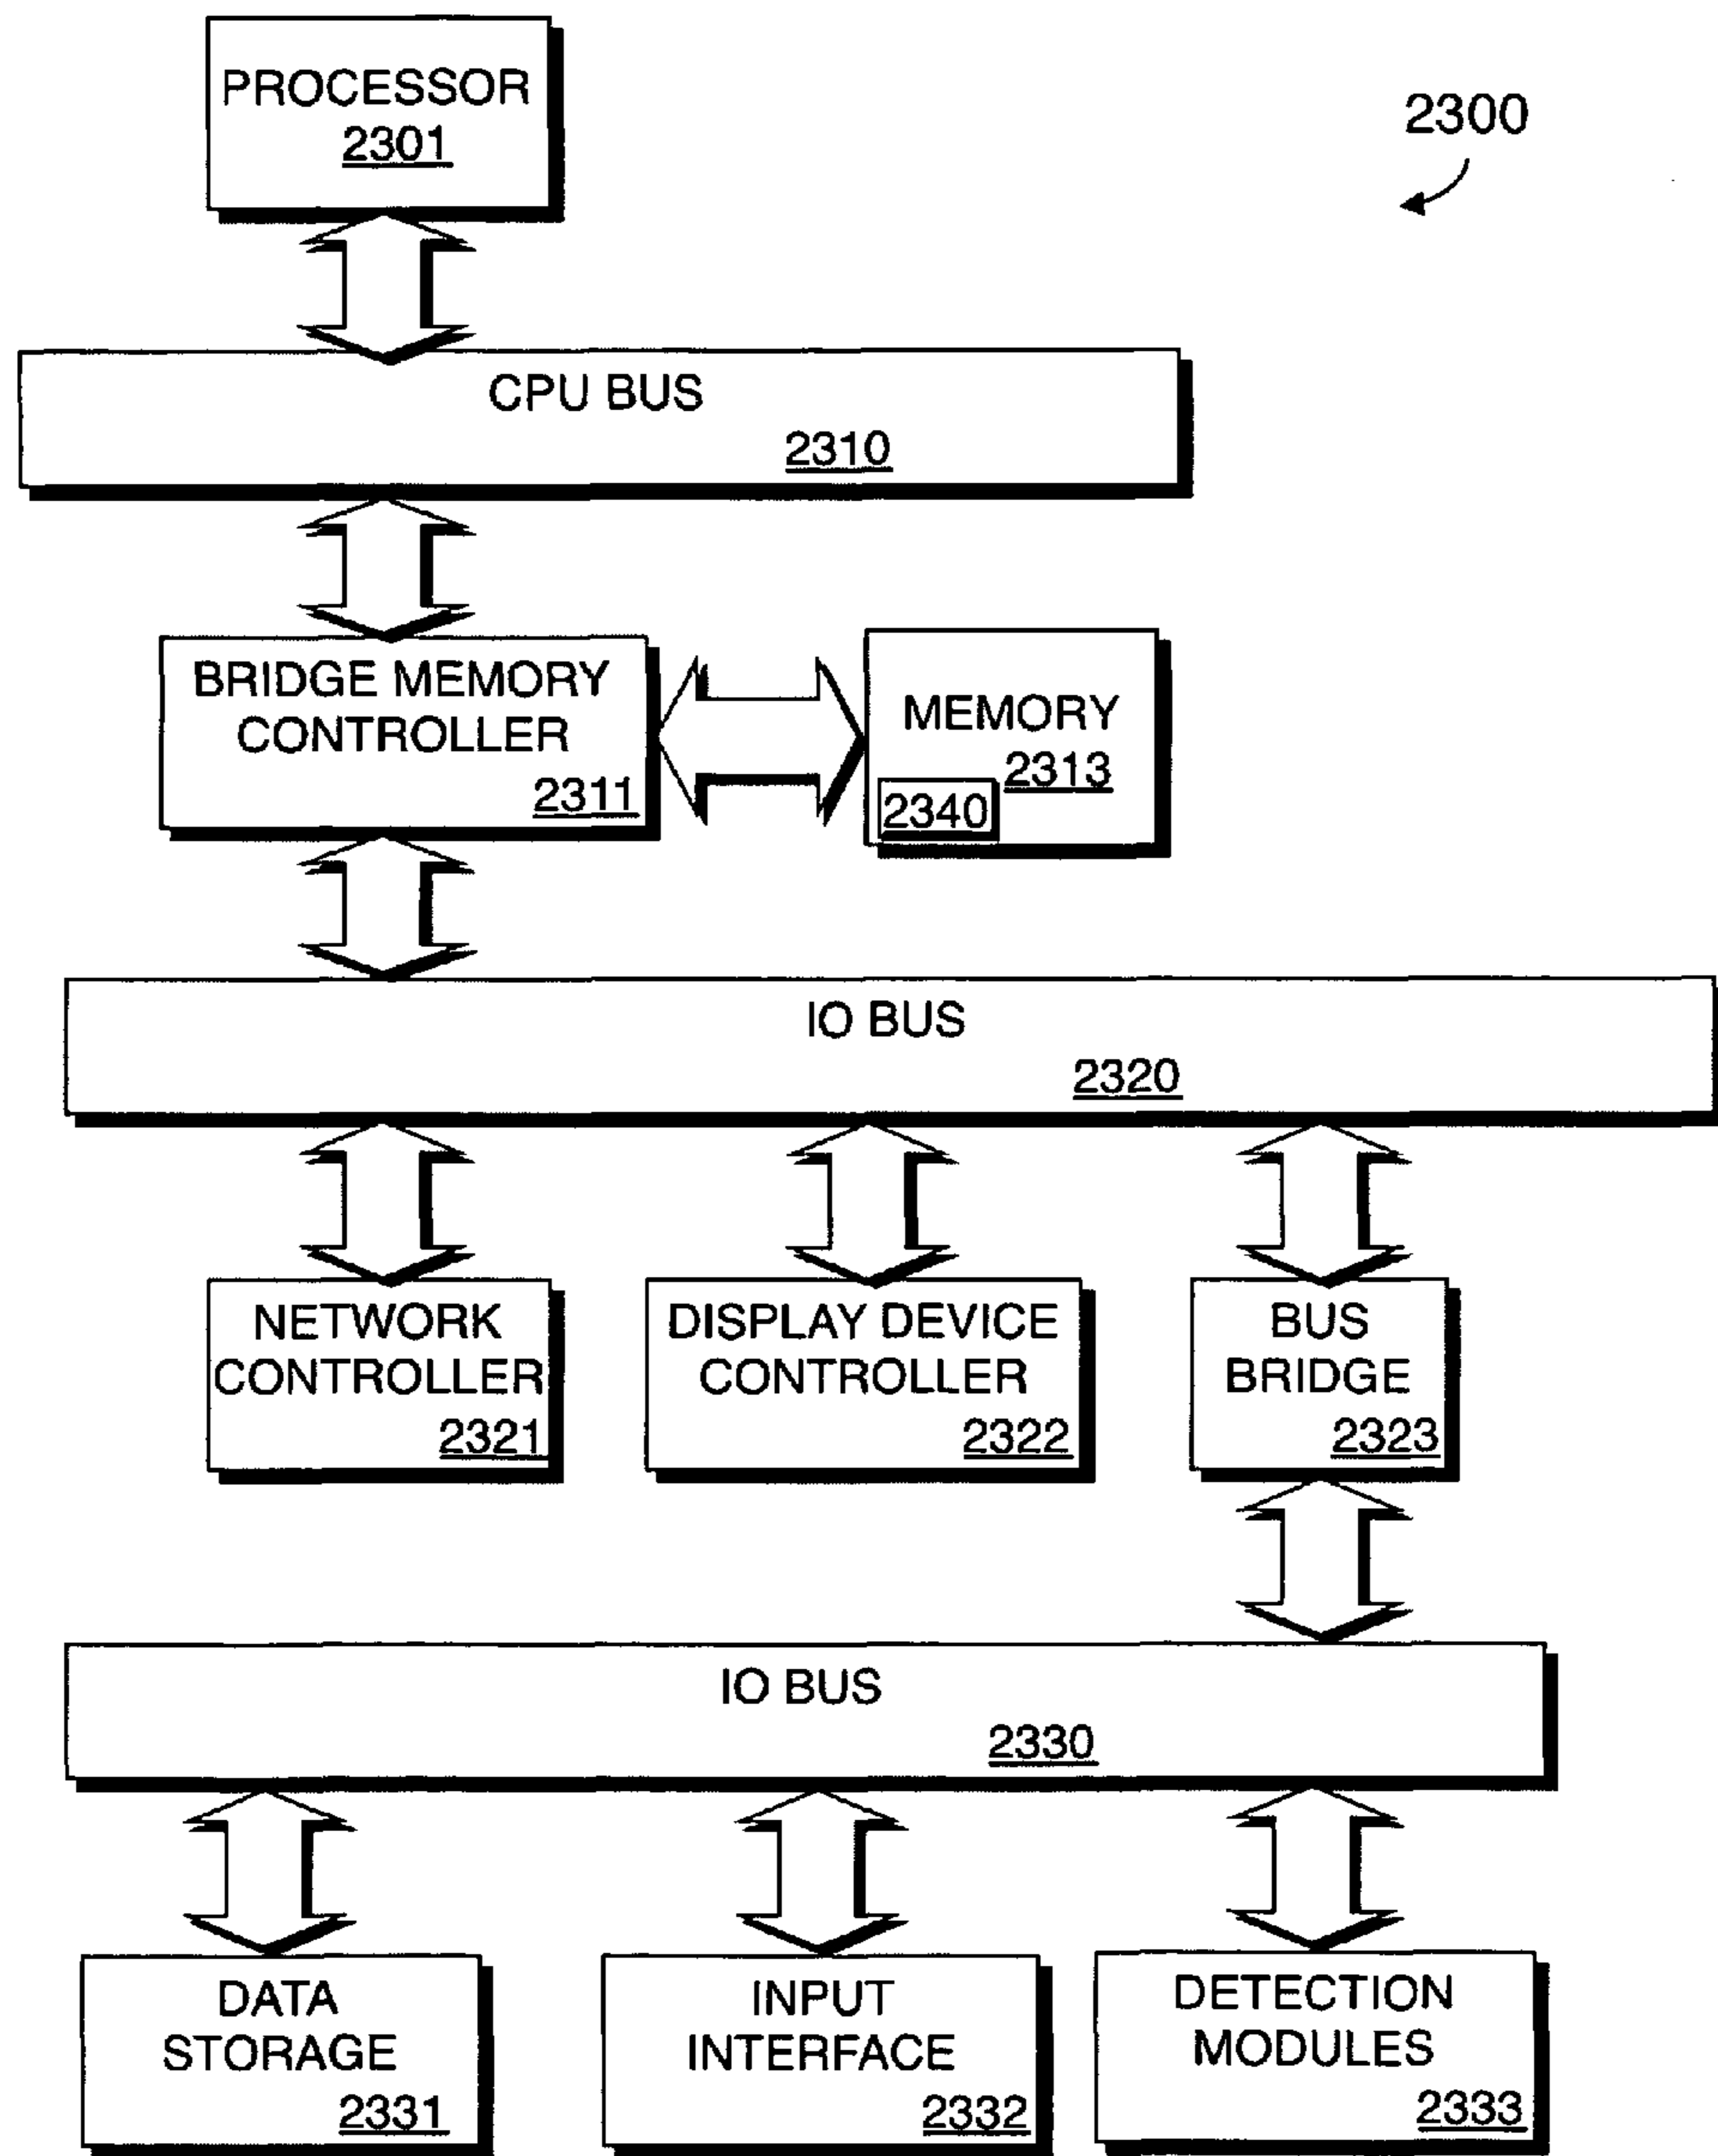 PROCESSOR
2301
2300
CPU BUS
2310
BRIDGE MEMORY
CONTROLLER
2311
MEMORY
2313
2340
IO BUS
2320
NETWORK
CONTROLLER
2321
DISPLAY DEVICE
CONTROLLER
2322
BUS
BRIDGE
2323
IO BUS
2330
DATA
STORAGE
2331
INPUT
INTERFACE
2332
DETECTION
MODULES
2333